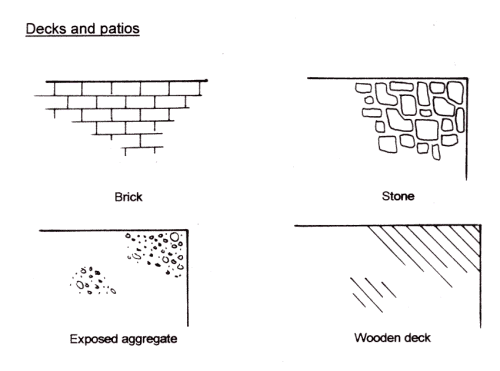 Decks and patios
Brick
Stone
Exposed aggregate
Wooden deck